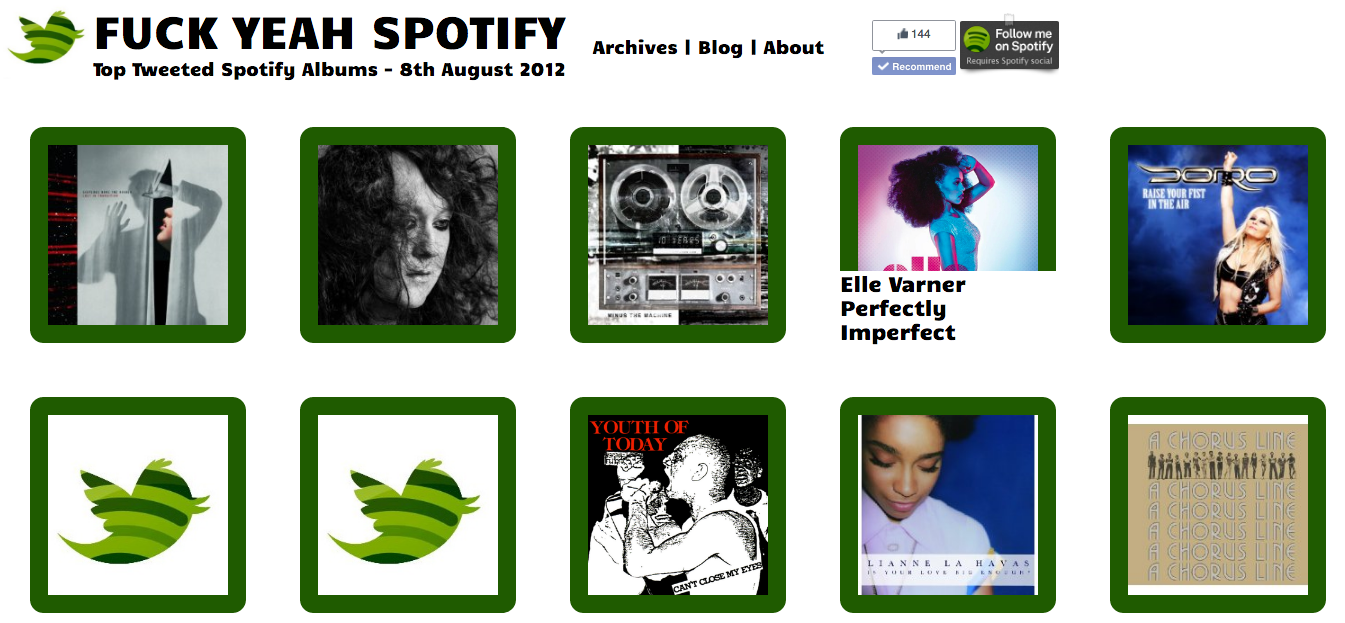 FUCK YEAH SPOTIFY
Top Tweeted Spotify Albums - 8th August 2012
Archives | Blog | About
144
Recommend
Follow me
on Spotify
Requires Spotify social
10 YEARS
MINUS THE MACHINE
Elle Varner
Perfectly
Imperfect
DORO
RAISE YOUR FIST
IN THE AIR
YOUTH OF
TODAY
CAN'T CLOSE MY EYES
LIANNE LA HAVAS
IS YOUR LOVE BIG ENOUGH?
A CHORUS LINE
A CHORUS LINE
A CHORUS LINE
A CHORUS LINE
A CHORUS LINE
A CHORUS LINE